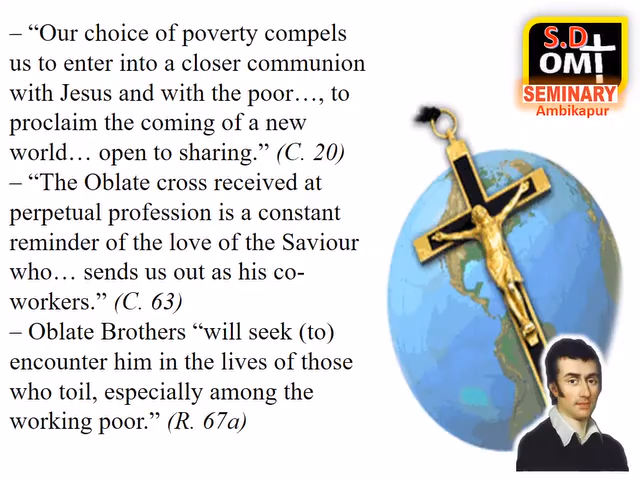 – “Our choice of poverty compels
us to enter into a closer communion
with Jesus and with the poor…, to
proclaim the coming of a new
world… open to sharing.” (C. 20)
– “The Oblate cross received at
perpetual profession is a constant
reminder of the love of the Saviour
who… sends us out as his co-
workers.” (C. 63)
– Oblate Brothers “will seek (to)
encounter him in the lives of those
who toil, especially among the
working poor.” (R. 67a)
S.D
OMI
SEMINARY
Ambikapur